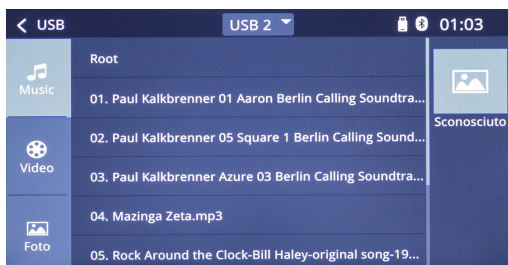 USB
USB 2
01:03
Music
Video
Foto
Root
01. Paul Kalkbrenner 01 Aaron Berlin Calling Soundtra...
02. Paul Kalkbrenner 05 Square 1 Berlin Calling Sound...
03. Paul Kalkbrenner Azure 03 Berlin Calling Soundtra...
04. Mazinga Zeta.mp3
05. Rock Around the Clock-Bill Haley-original song-19...
Sconosciuto